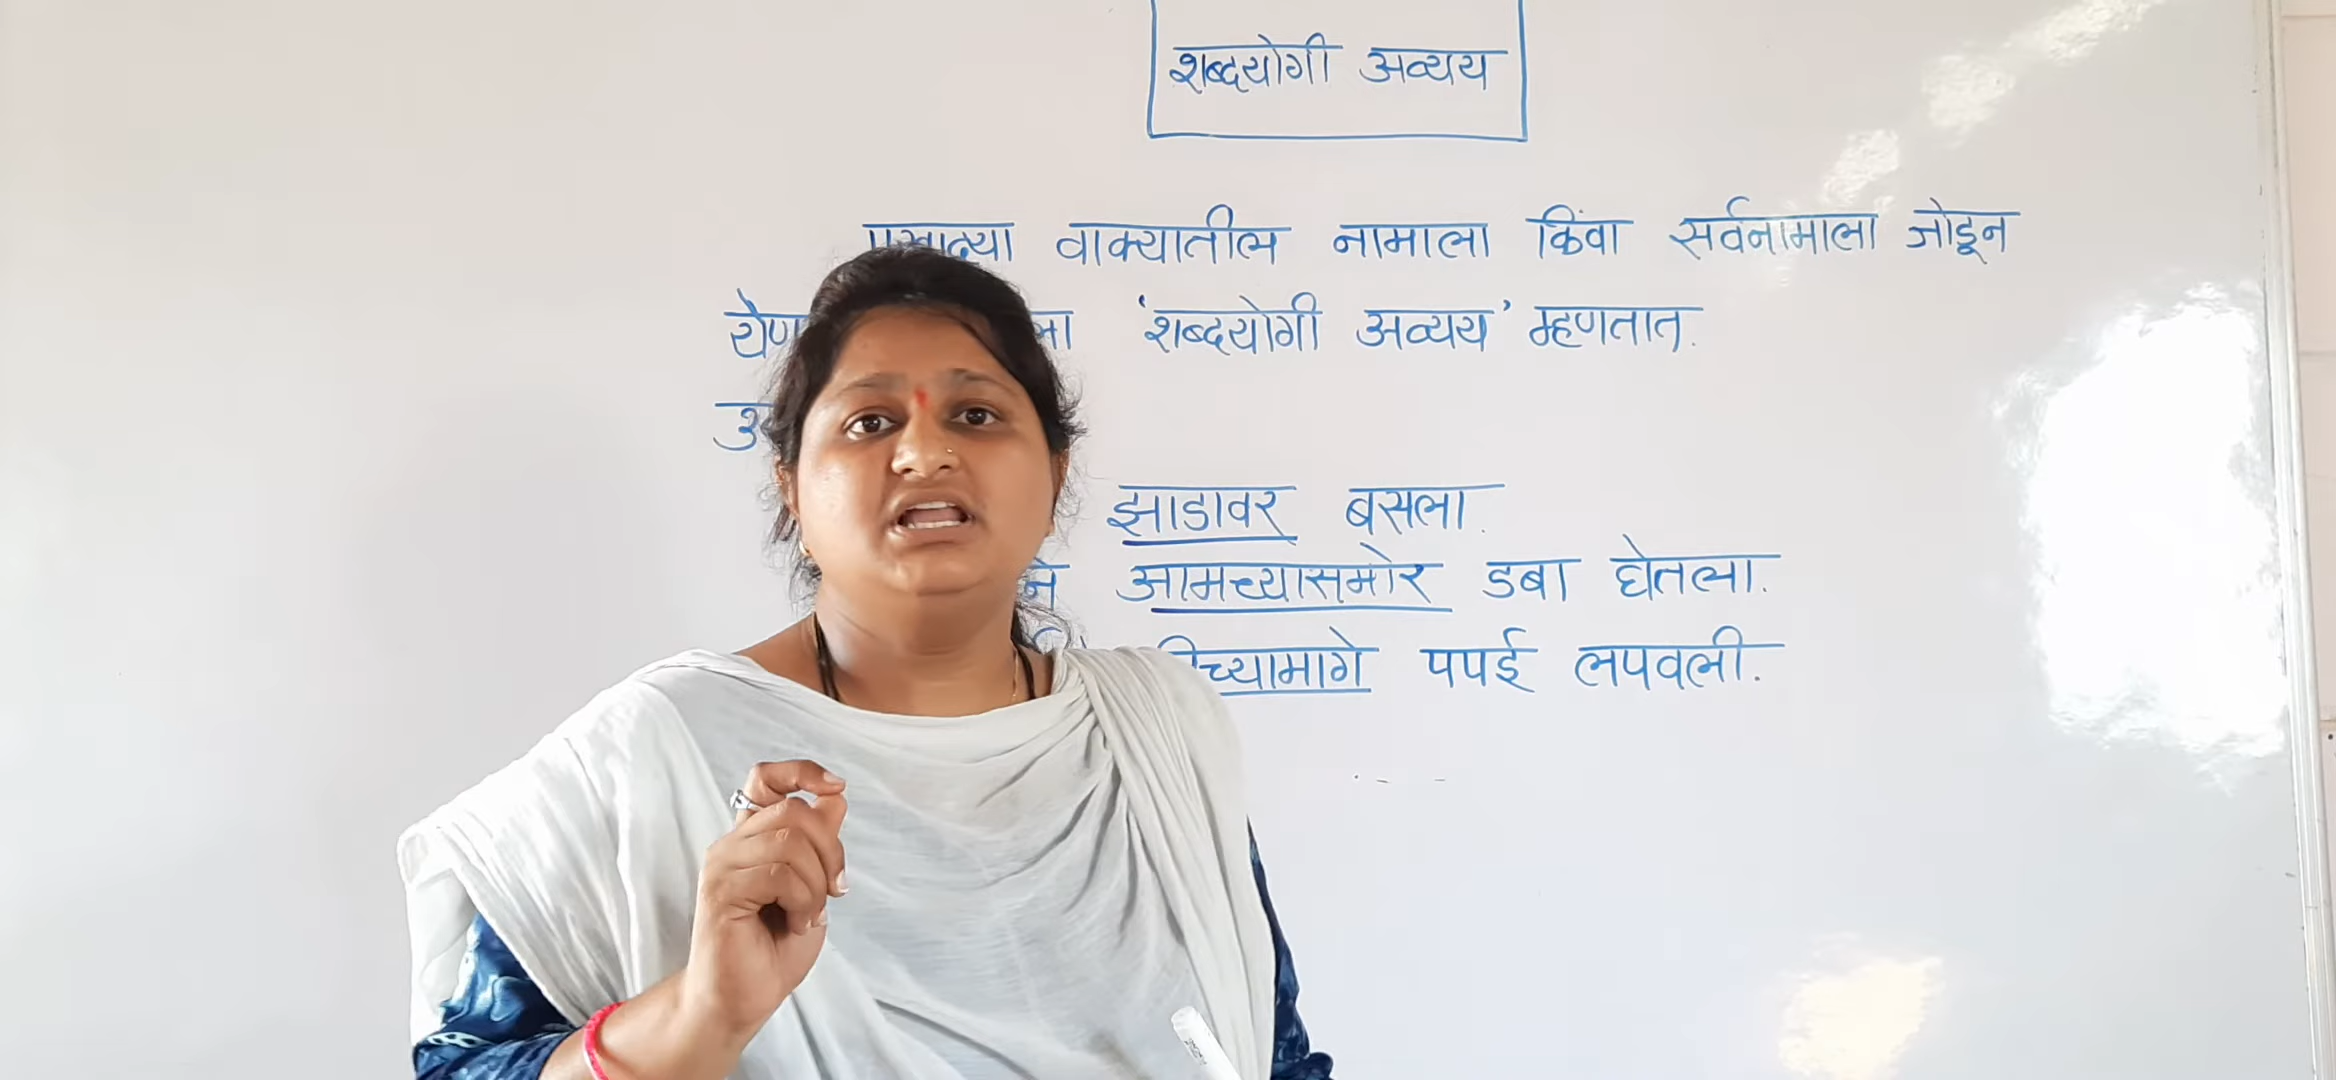 शब्दयोगी अव्यय
वाक्यातील नामाला किंवा सर्वनामाला जोडून
'शब्दयोगी अव्यय' म्हणतात.
झाडावर बसला.
आमच्यासमोर डबा घेतला.
पपई लपवली.